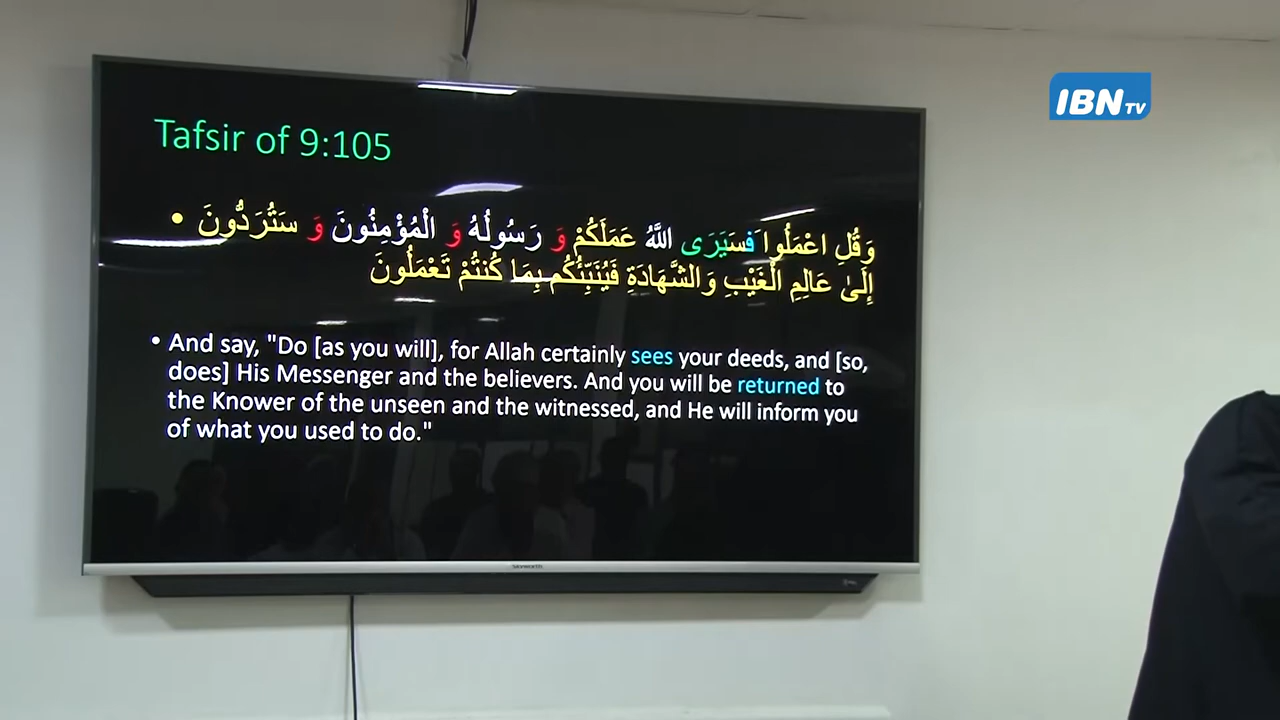 IBN TV
Tafsir of 9:105
• وَقُلِ اعْمَلُوا فَسَيَرَى اللَّهُ عَمَلَكُمْ وَ رَسُولُهُ وَ الْمُؤْمِنُونَ وَ سَتُرَدُّونَ
إِلَىٰ عَالِمِ الْغَيْبِ وَالشَّهَادَةِ فَيُنَبِّئُكُم بِمَا كُنتُمْ تَعْمَلُونَ
• And say, "Do [as you will], for Allah certainly sees your deeds, and [so,
does] His Messenger and the believers. And you will be returned to
the Knower of the unseen and the witnessed, and He will inform you
of what you used to do."